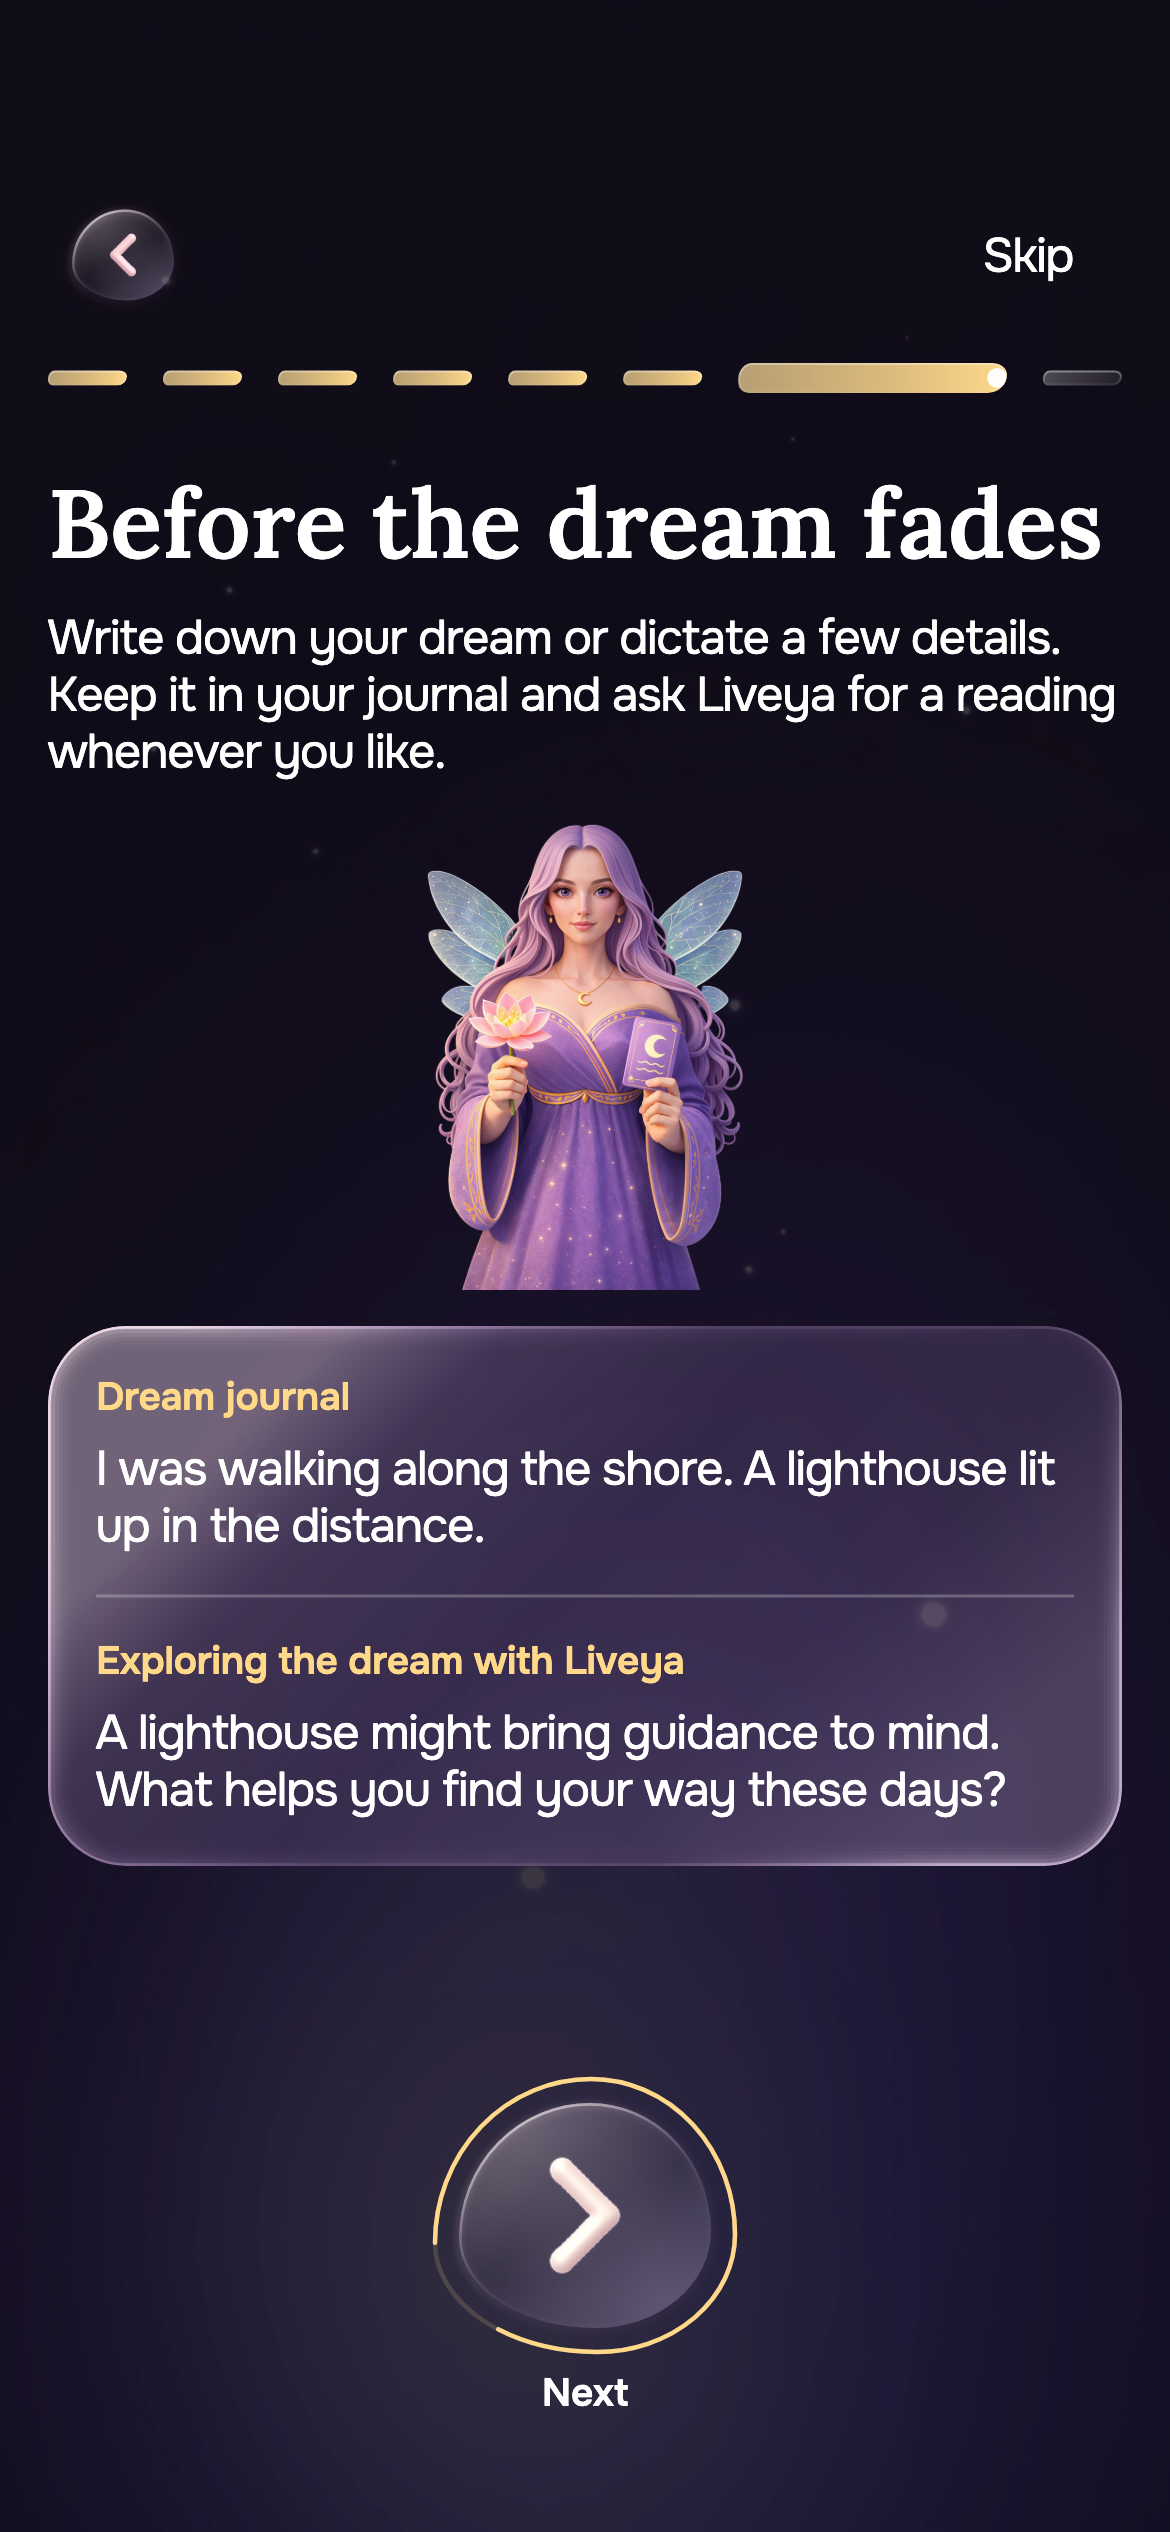 Skip
Before the dream fades
Write down your dream or dictate a few details.
Keep it in your journal and ask Liveya for a reading
whenever you like.
Dream journal
I was walking along the shore. A lighthouse lit
up in the distance.
Exploring the dream with Liveya
A lighthouse might bring guidance to mind.
What helps you find your way these days?
Next